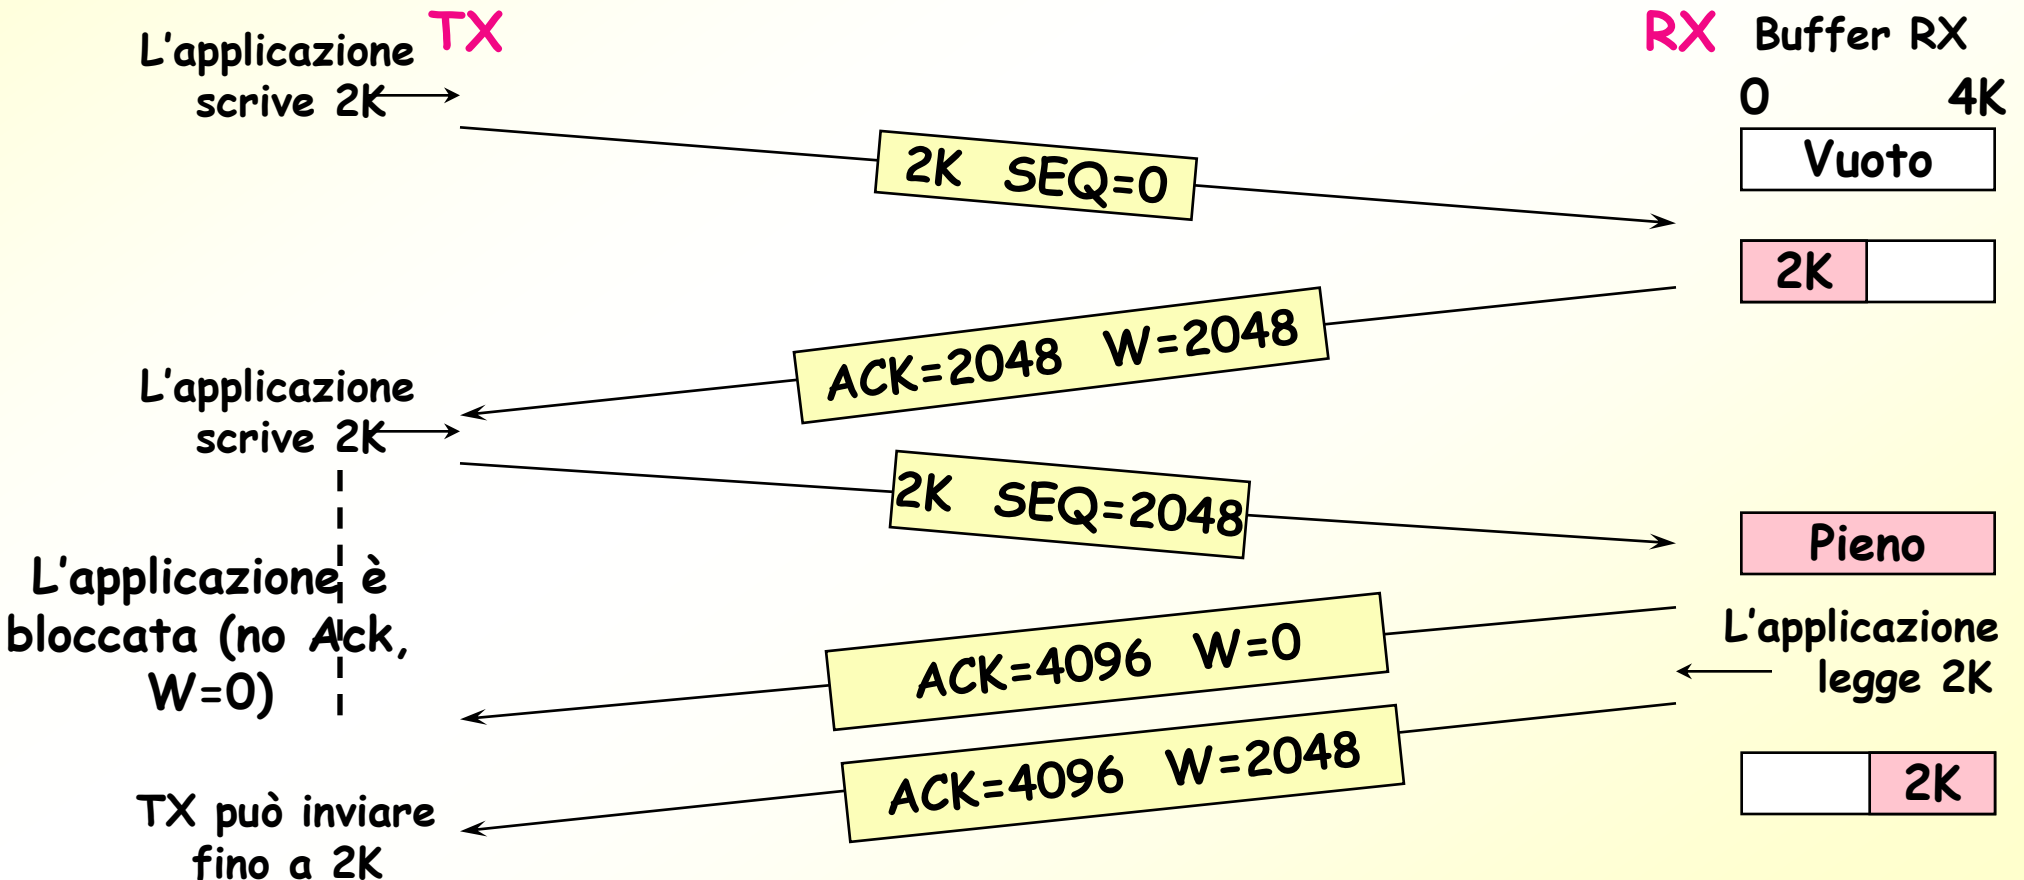 TX
RX
Buffer RX
L'applicazione
scrive 2K
0
4K
2K SEQ=0
Vuoto
2K
ACK=2048 W=2048
L'applicazione
scrive 2K
2K SEQ=2048
Pieno
L'applicazione è
bloccata (no Ack,
W=0)
ACK=4096 W=0
L'applicazione
legge 2K
ACK=4096 W=2048
2K
TX può inviare
fino a 2K